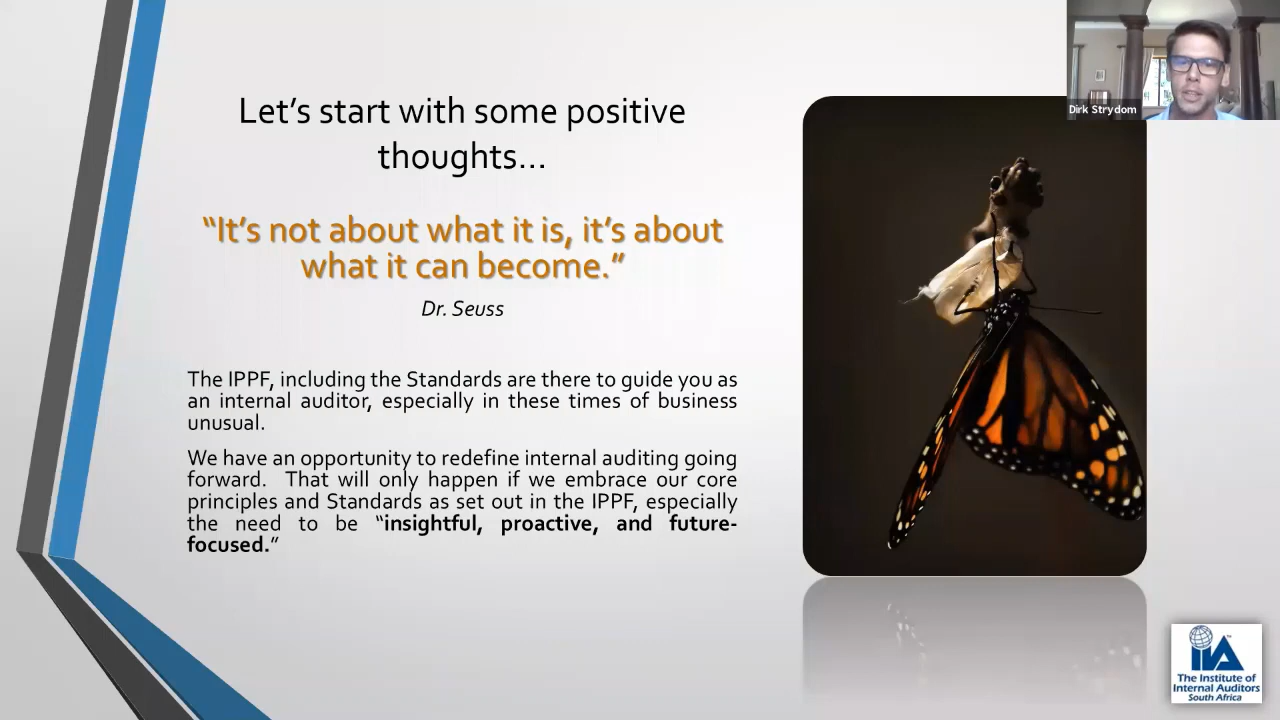 Let’s start with some positive
thoughts…
“It’s not about what it is, it’s about
what it can become.”
Dr. Seuss
The IPPF, including the Standards are there to guide you as
an internal auditor, especially in these times of business
unusual.
We have an opportunity to redefine internal auditing going
forward.  That will only happen if we embrace our core
principles and Standards as set out in the IPPF, especially
the need to be “insightful, proactive, and future-
focused.”
Dirk Strydom
IIA
The Institute of
Internal Auditors
South Africa